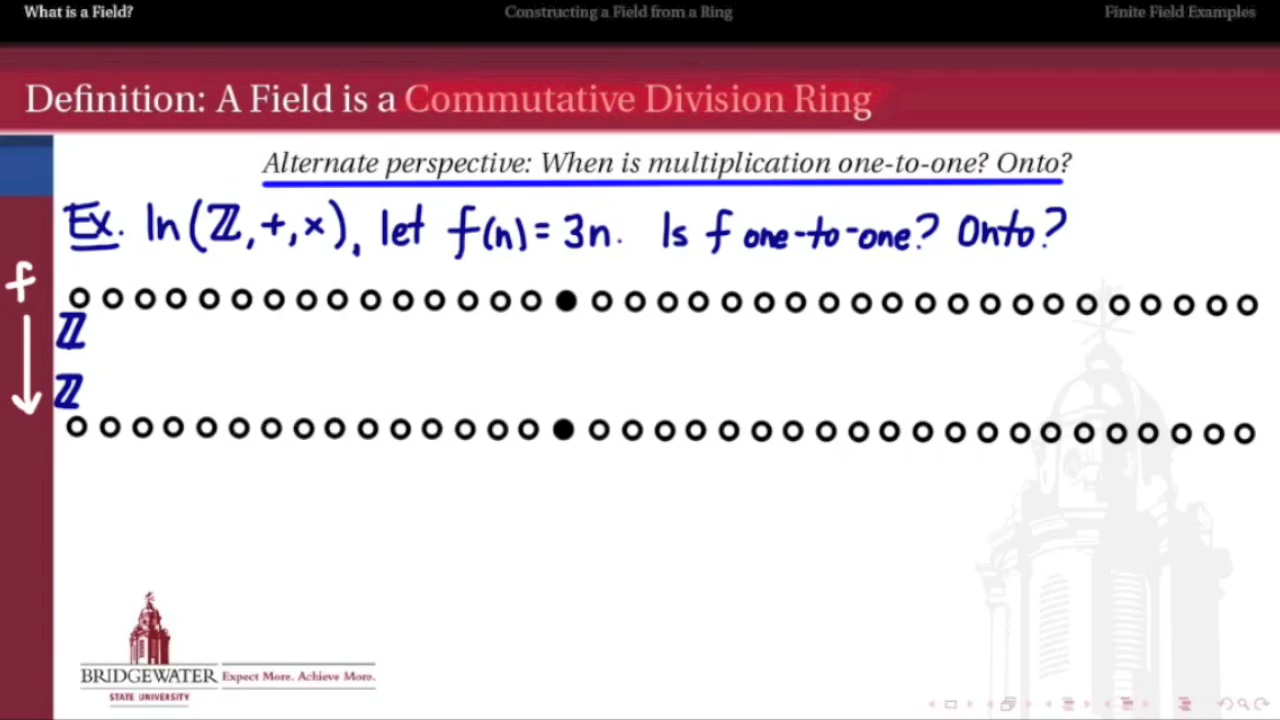 What is a Field? Constructing a Field from a Ring Finite Field Examples
Definition: A Field is a Commutative Division Ring
Alternate perspective: When is multiplication one-to-one? Onto?
Ex. In (ℤ, +, ×), let f(n) = 3n. Is f one-to-one? Onto?
f
ℤ
ℤ
BRIDGEWATER Expect More. Achieve More.
STATE UNIVERSITY